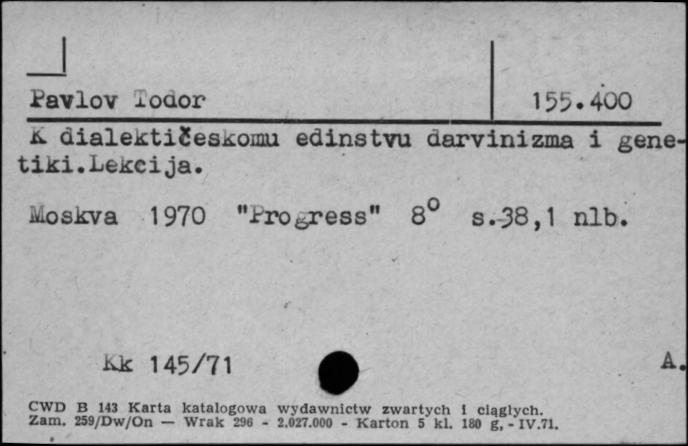 Pavlov Todor 155.400
K dialektičeskomu edinstvu darvinizma i gene-
tiki.Lekcija.
Moskva 1970 "Progress" 8° s.38,1 nlb.
Kk 145/71 A.
CWD B 143 Karta katalogowa wydawnictw zwartych i ciągłych.
Zam. 259/Dw/On — Wrak 296 - 2.027.000 - Karton 5 kl. 180 g, - IV.71.